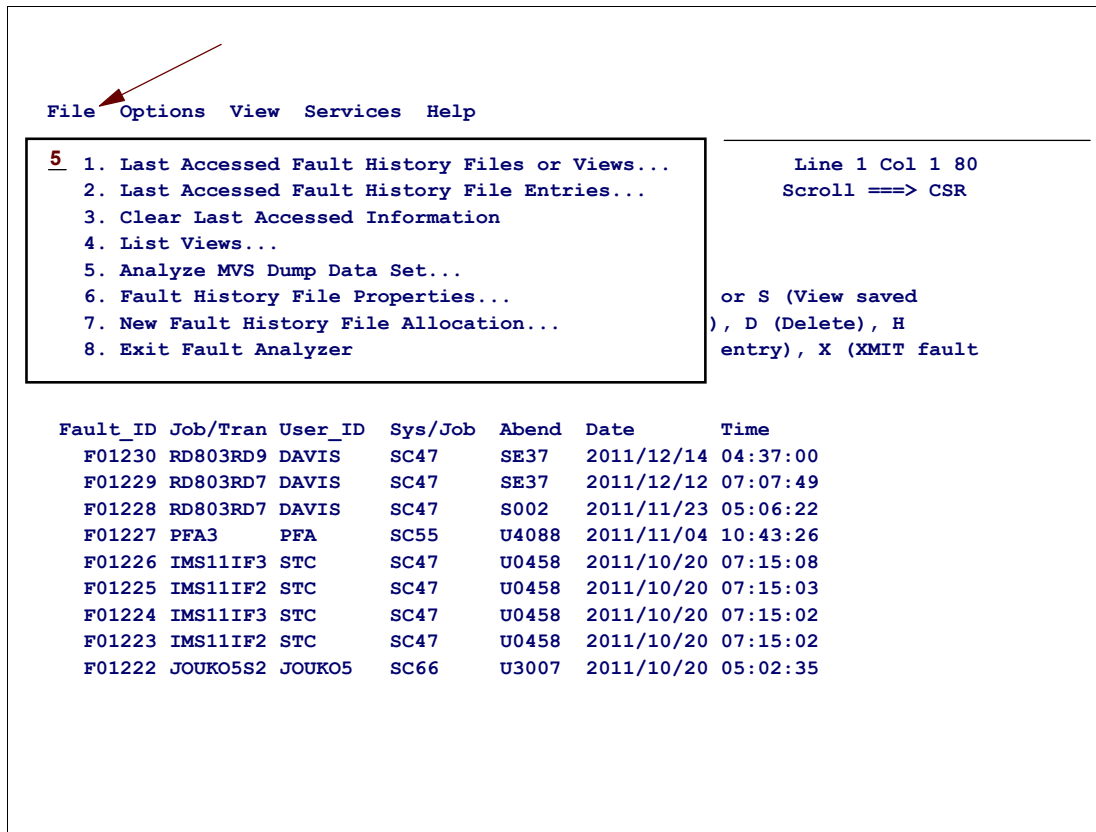 File Options View Services Help
5 1. Last Accessed Fault History Files or Views... Line 1 Col 1 80
2. Last Accessed Fault History File Entries... Scroll ===> CSR
3. Clear Last Accessed Information
4. List Views...
5. Analyze MVS Dump Data Set...
6. Fault History File Properties... or S (View saved
7. New Fault History File Allocation... ), D (Delete), H
8. Exit Fault Analyzer entry), X (XMIT fault
Fault_ID Job/Tran User_ID Sys/Job Abend Date Time
F01230 RD803RD9 DAVIS SC47 SE37 2011/12/14 04:37:00
F01229 RD803RD7 DAVIS SC47 SE37 2011/12/12 07:07:49
F01228 RD803RD7 DAVIS SC47 S002 2011/11/23 05:06:22
F01227 PFA3 PFA SC55 U4088 2011/11/04 10:43:26
F01226 IMS11IF3 STC SC47 U0458 2011/10/20 07:15:08
F01225 IMS11IF2 STC SC47 U0458 2011/10/20 07:15:03
F01224 IMS11IF3 STC SC47 U0458 2011/10/20 07:15:02
F01223 IMS11IF2 STC SC47 U0458 2011/10/20 07:15:02
F01222 JOUKO5S2 JOUKO5 SC66 U3007 2011/10/20 05:02:35